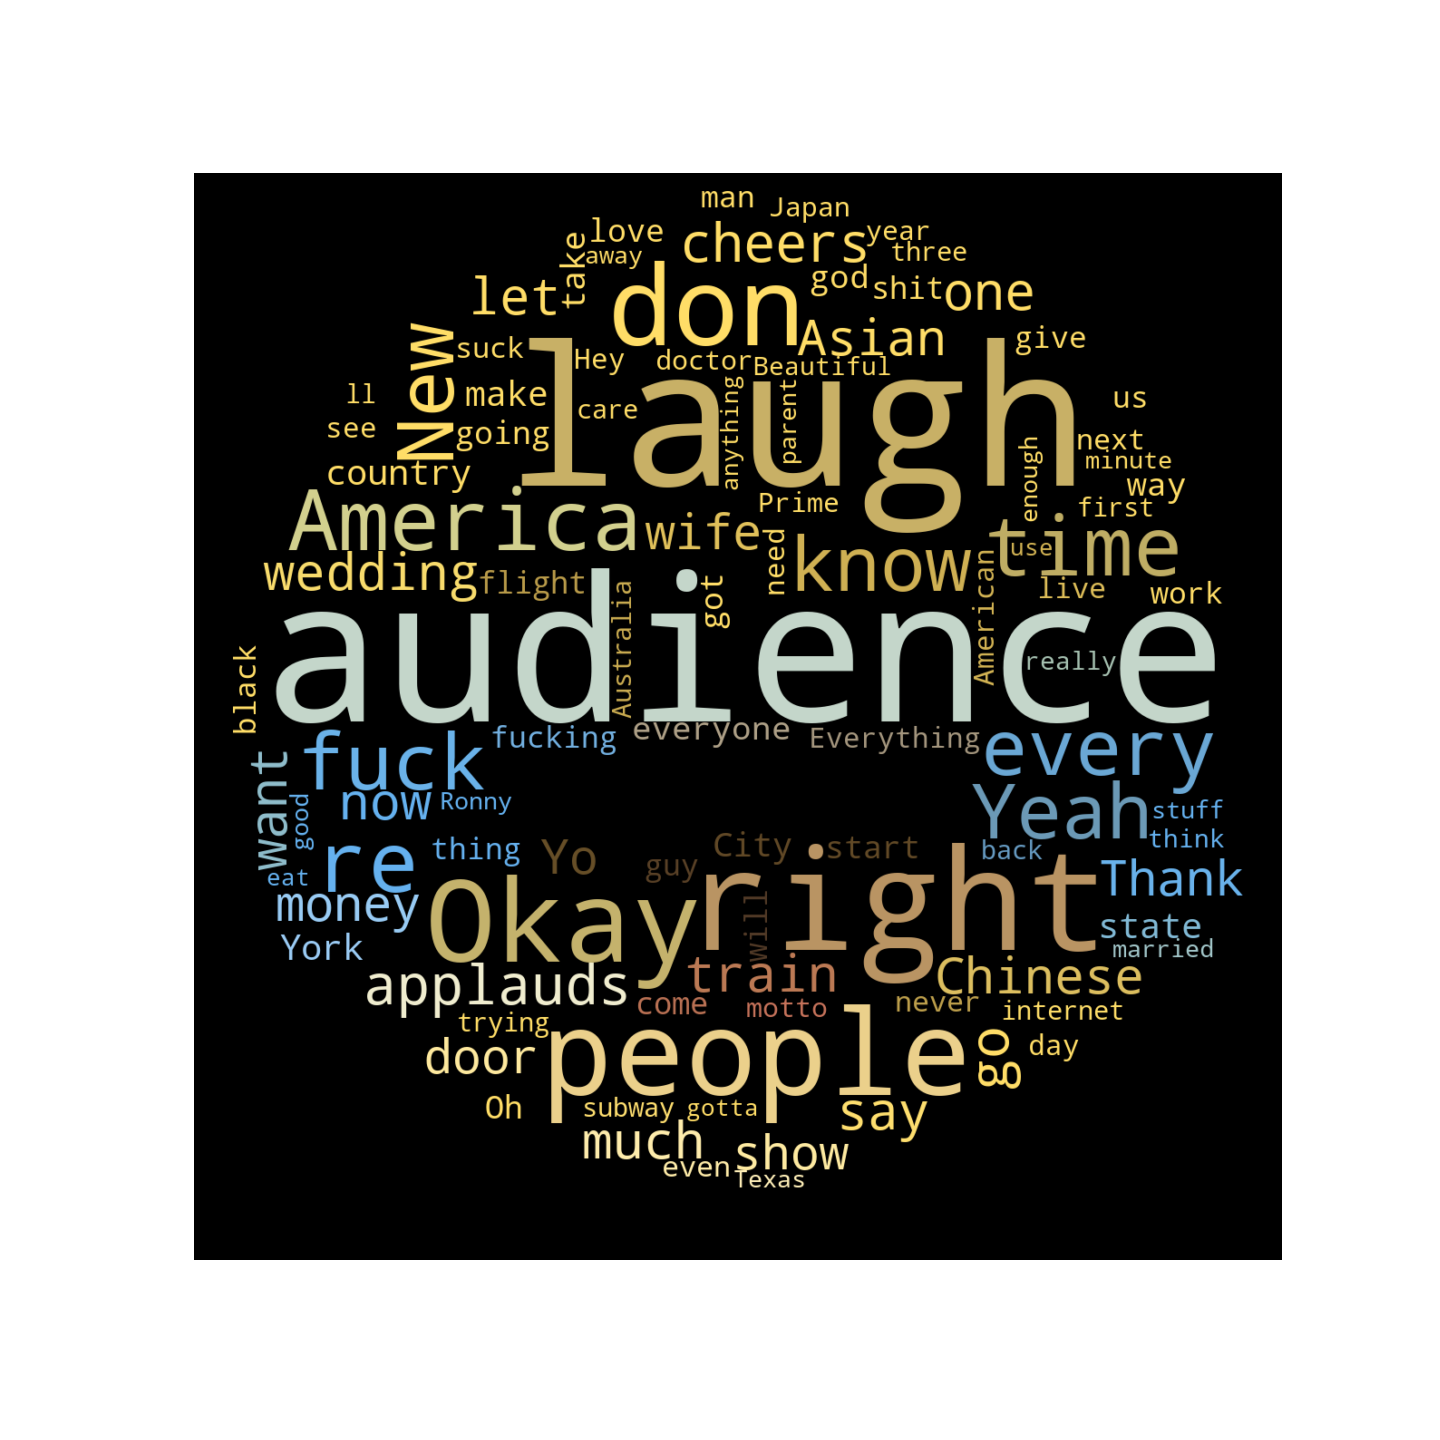 man
Japan
love
cheers
year
away
three
take
god
shit
one
let
don
Asian
give
New
suck
Hey
doctor
Beautiful
laugh
ll
make
care
anything
parent
us
see
going
next
minute
country
enough
way
Prime
first
America
wife
know
time
use
need
wedding
flight
got
American
live
work
Australia
audience
really
black
fucking
everyone
Everything
every
fuck
want
now
Ronny
good
Yeah
stuff
think
re
thing
Yo
City
start
back
eat
guy
Thank
money
Okay
right
will
state
York
married
applauds
train
Chinese
come
motto
never
internet
trying
door
people
go
day
Oh
subway
gotta
say
much
show
even
Texas